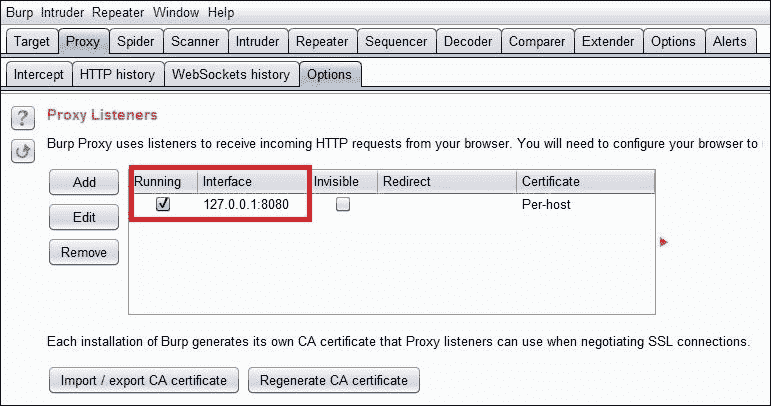 Burp Intruder Repeater Window Help
Target Proxy Spider Scanner Intruder Repeater Sequencer Decoder Comparer Extender Options Alerts
Intercept HTTP history WebSockets history Options
? Proxy Listeners
Burp Proxy uses listeners to receive incoming HTTP requests from your browser. You will need to configure your browser to
Add Running Interface Invisible Redirect Certificate
127.0.0.1:8080 Per-host
Edit
Remove
Each installation of Burp generates its own CA certificate that Proxy listeners can use when negotiating SSL connections.
Import / export CA certificate Regenerate CA certificate